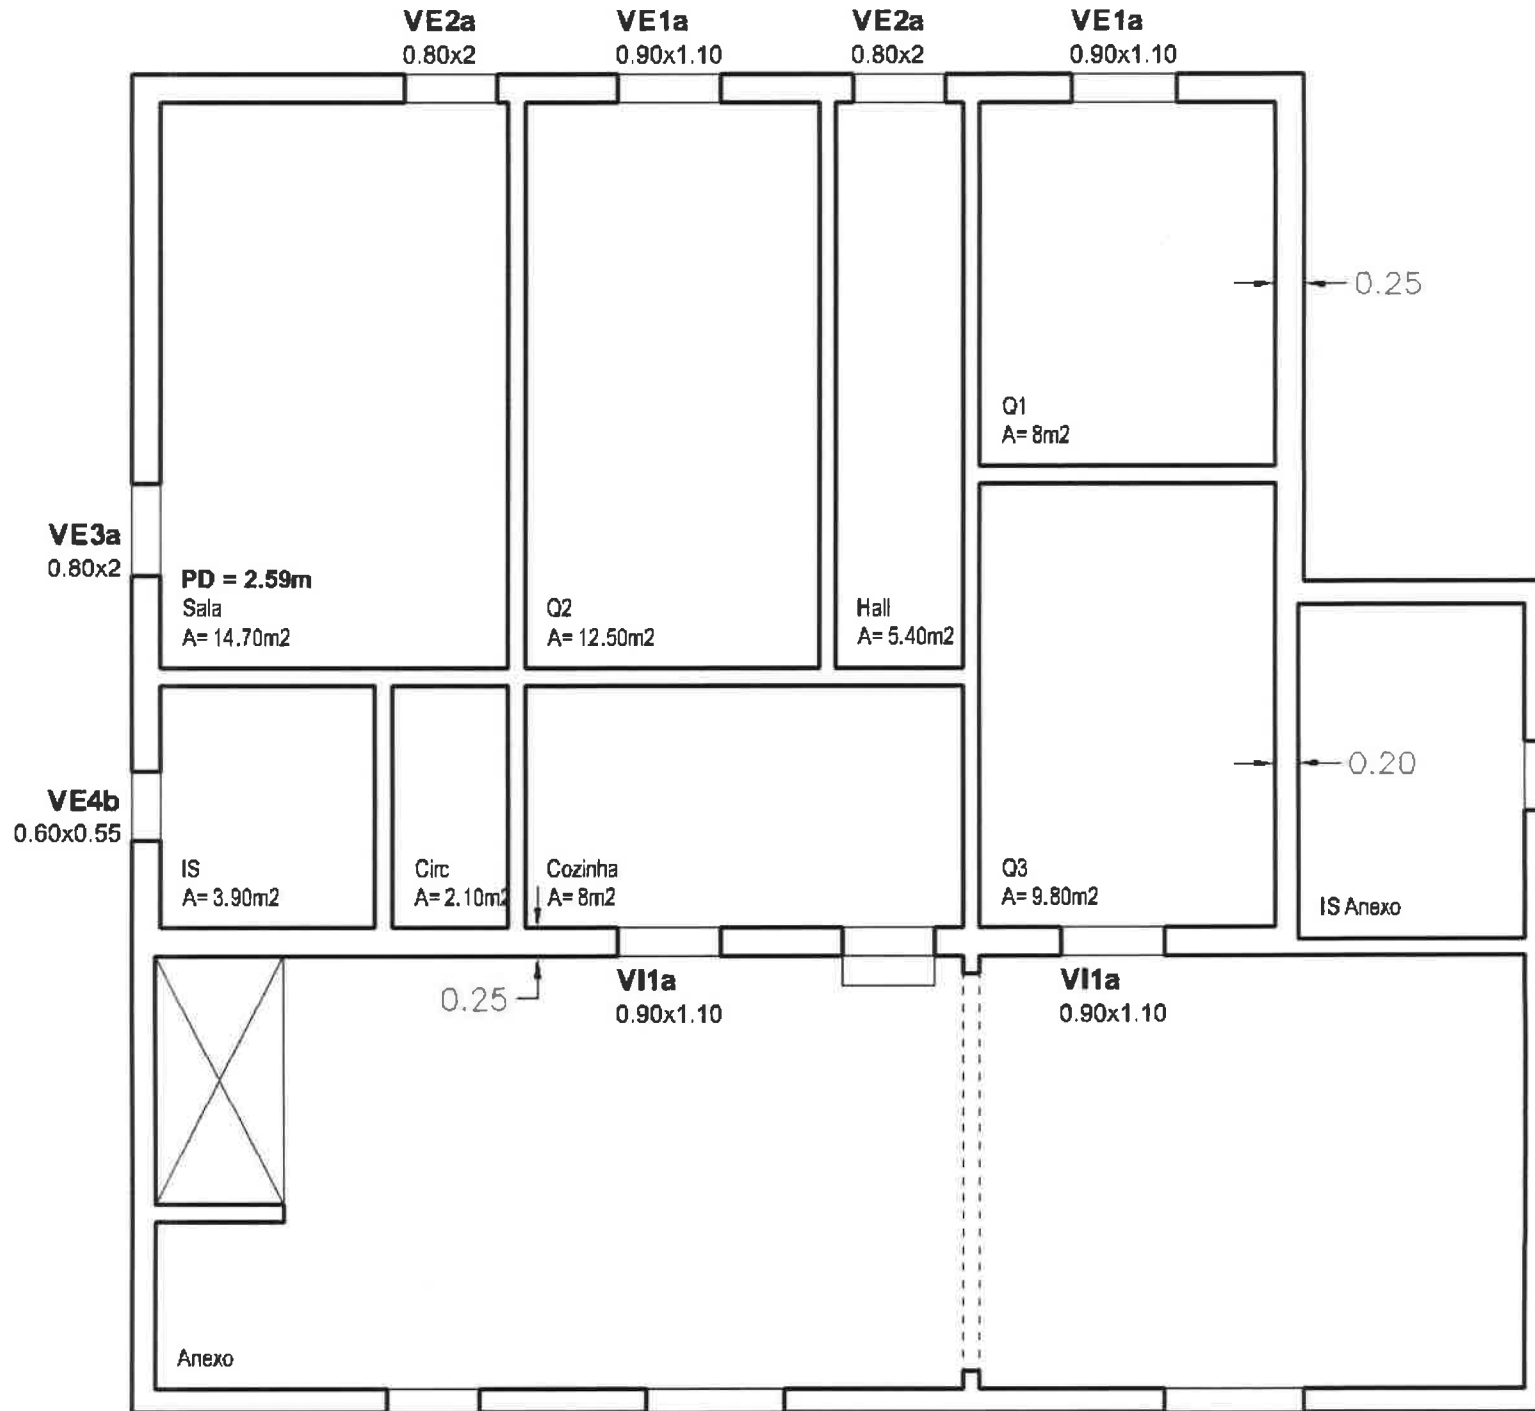 VE2a
0.80x2
VE1a
0.90x1.10
VE2a
0.80x2
VE1a
0.90x1.10
0.25
Q1
A= 8m2
VE3a
0.80x2
PD = 2.59m
Sala
A= 14.70m2
Q2
A= 12.50m2
Hall
A= 5.40m2
0.20
VE4b
0.60x0.55
IS
A= 3.90m2
Circ
A= 2.10m2
Cozinha
A= 8m2
Q3
A= 9.80m2
IS Anexo
0.25
VI1a
0.90x1.10
VI1a
0.90x1.10
Anexo